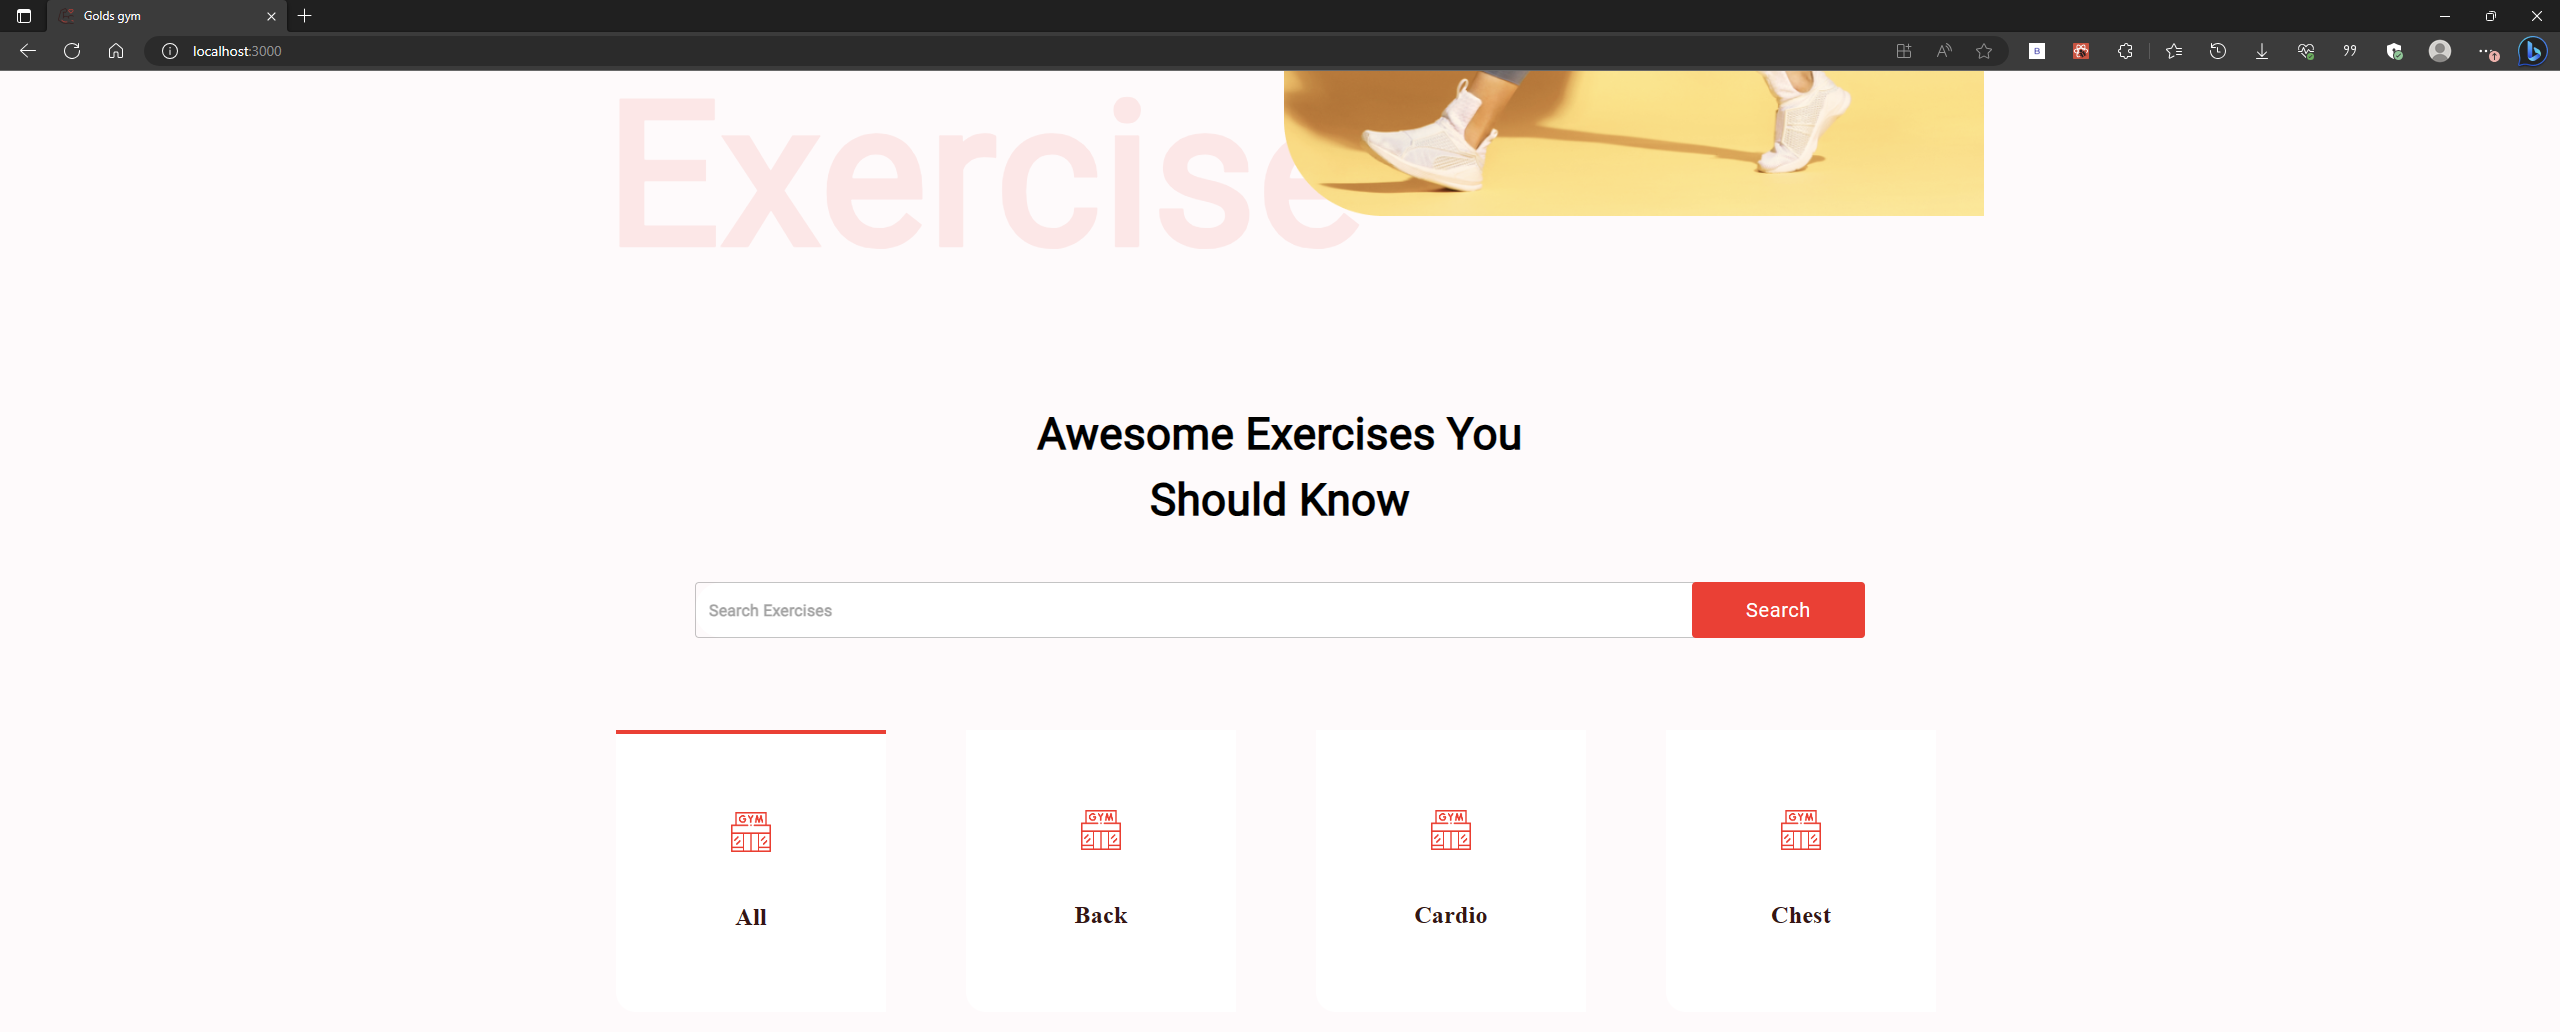 Golds gym
localhost:3000
Exercise
Awesome Exercises You
Should Know
Search Exercises
Search
GYM
GYM
GYM
GYM
All
Back
Cardio
Chest